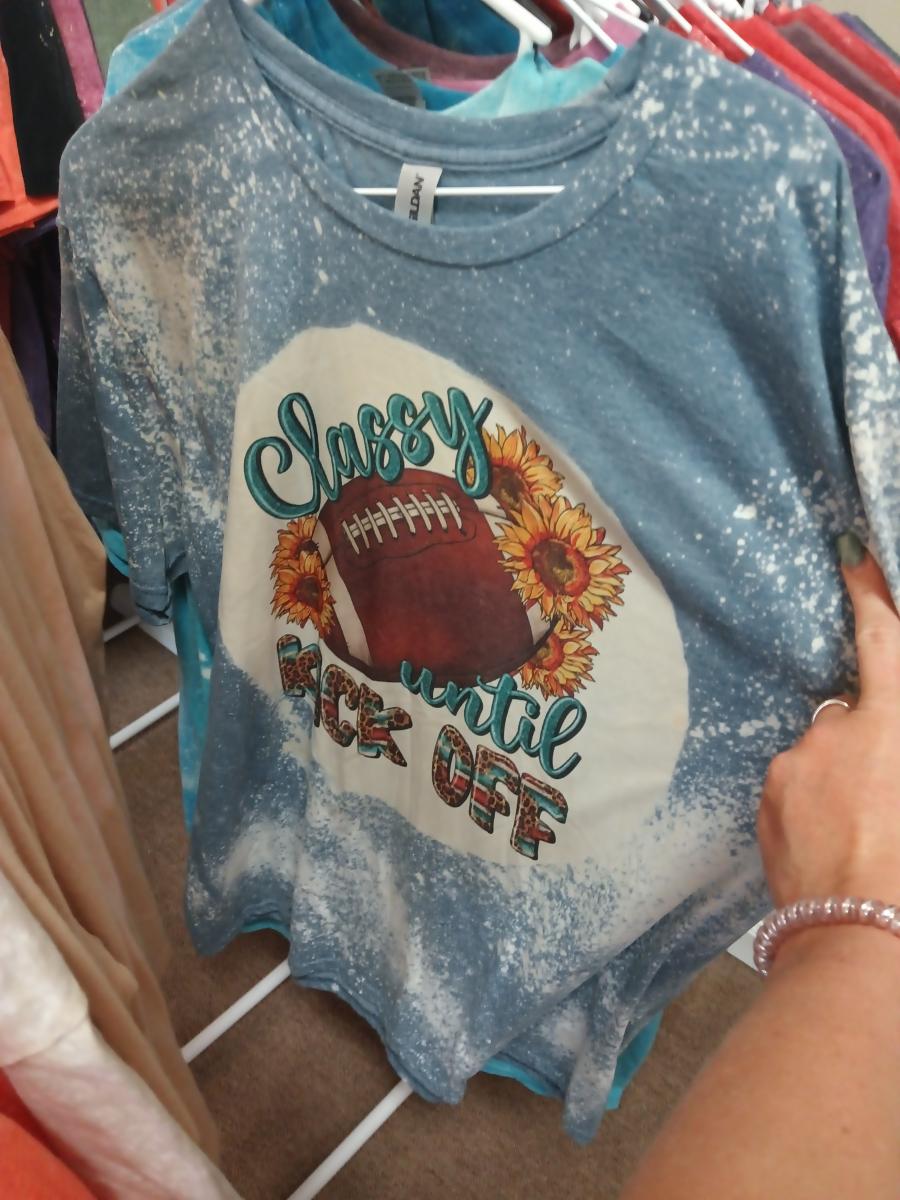 GILDAN
Classy
until
KICK OFF